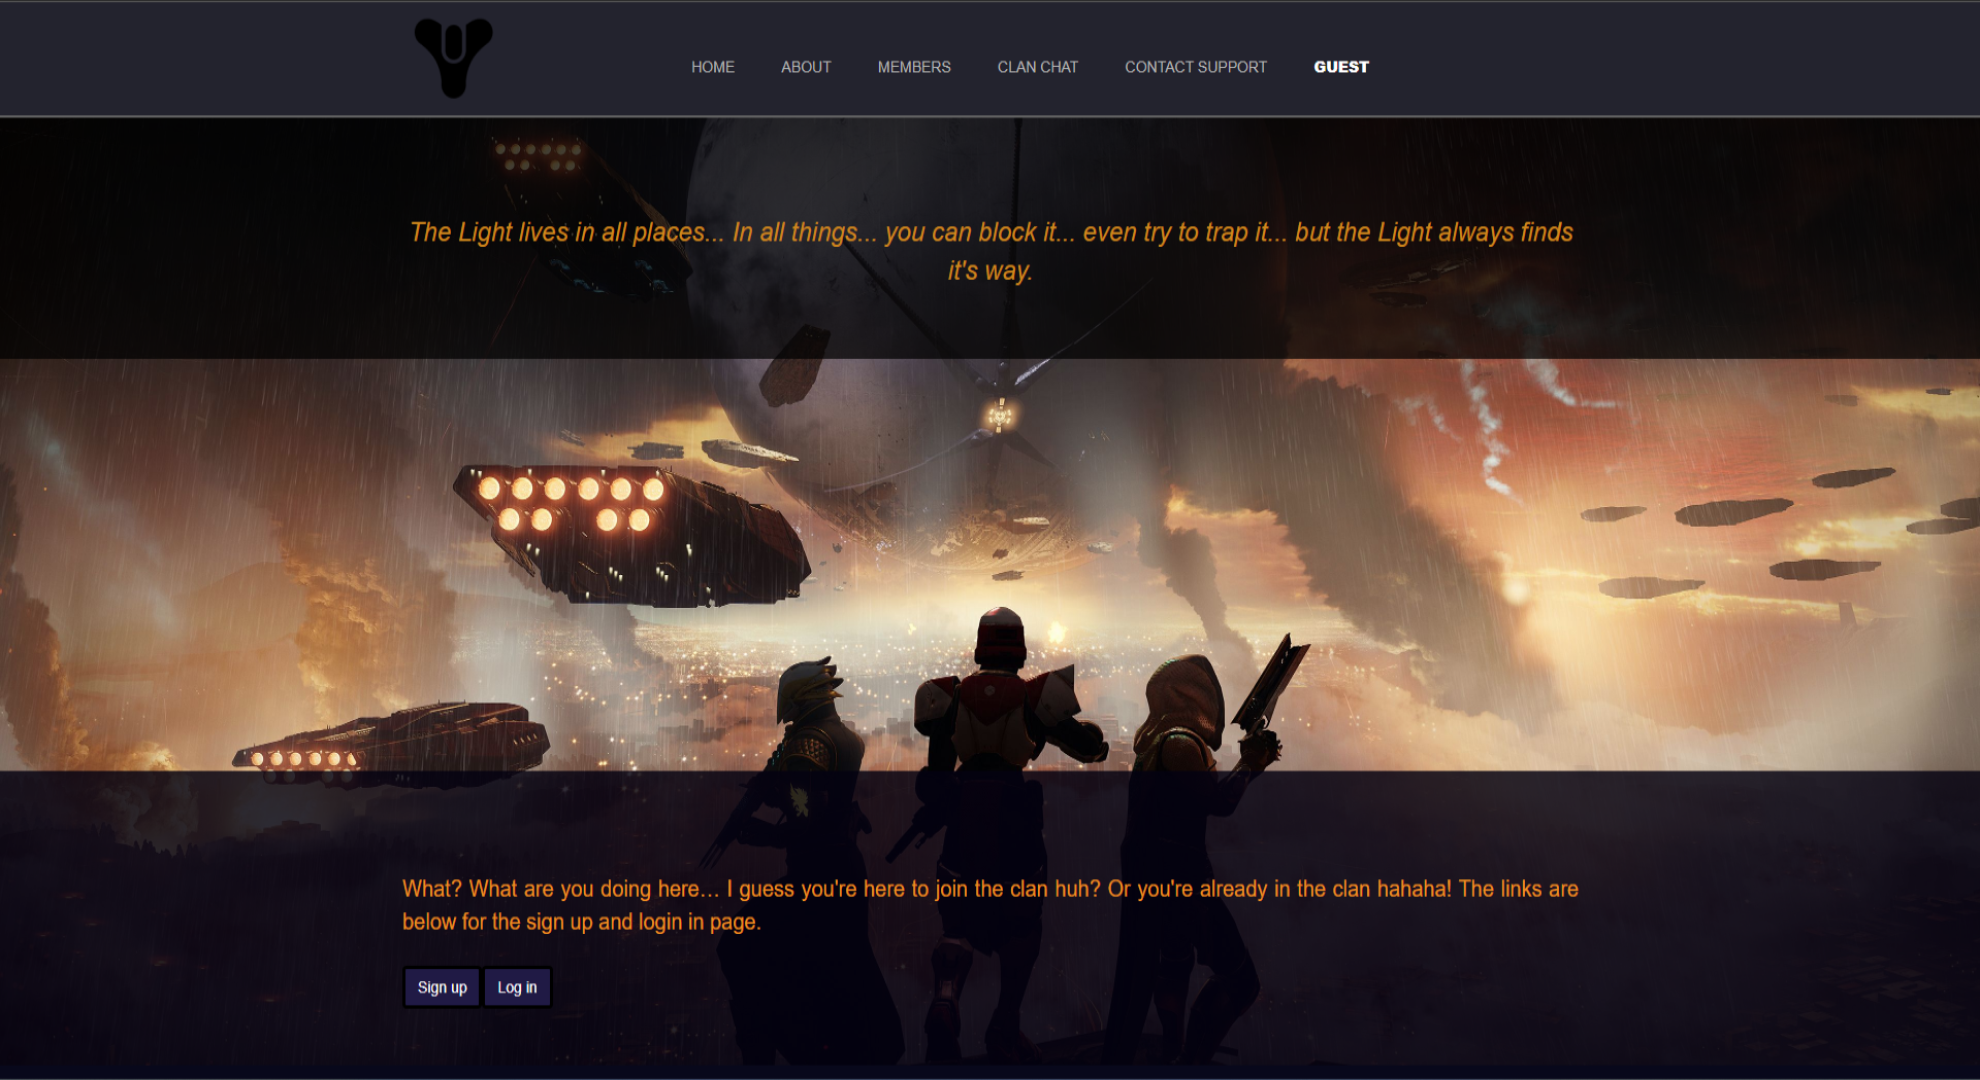 HOME ABOUT MEMBERS CLAN CHAT CONTACT SUPPORT GUEST
The Light lives in all places... In all things... you can block it... even try to trap it... but the Light always finds
it's way.
What? What are you doing here... I guess you're here to join the clan huh? Or you're already in the clan hahaha! The links are
below for the sign up and login in page.
Sign up Log in